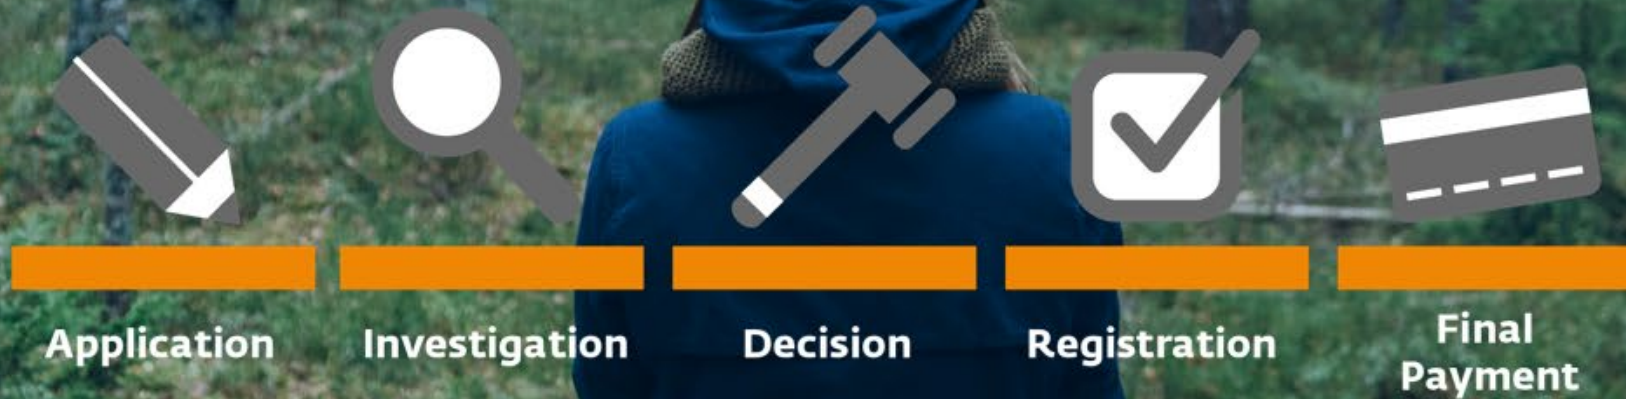 Application
Investigation
Decision
Registration
Final
Payment